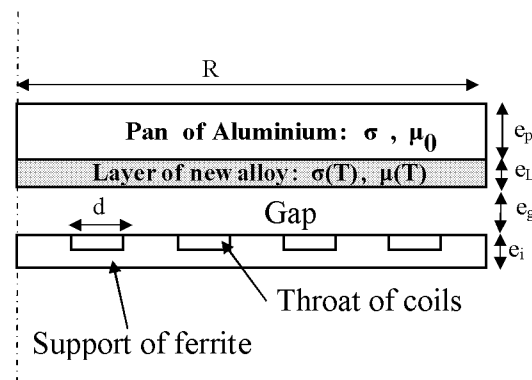 R
Pan of Aluminium: σ , μ0
ep
Layer of new alloy: σ(T), μ(T)
eL
d
Gap
eg
ei
Throat of coils
Support of ferrite